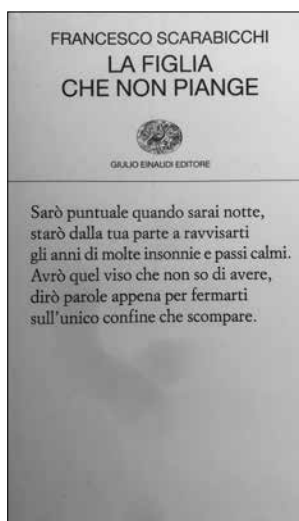 FRANCESCO SCARABICCHI
LA FIGLIA
CHE NON PIANGE
GIULIO EINAUDI EDITORE
Sarò puntuale quando sarai notte,
starò dalla tua parte a ravvisarti
gli anni di molte insonnie e passi calmi.
Avrò quel viso che non so di avere,
dirò parole appena per fermarti
sull’unico confine che scompare.